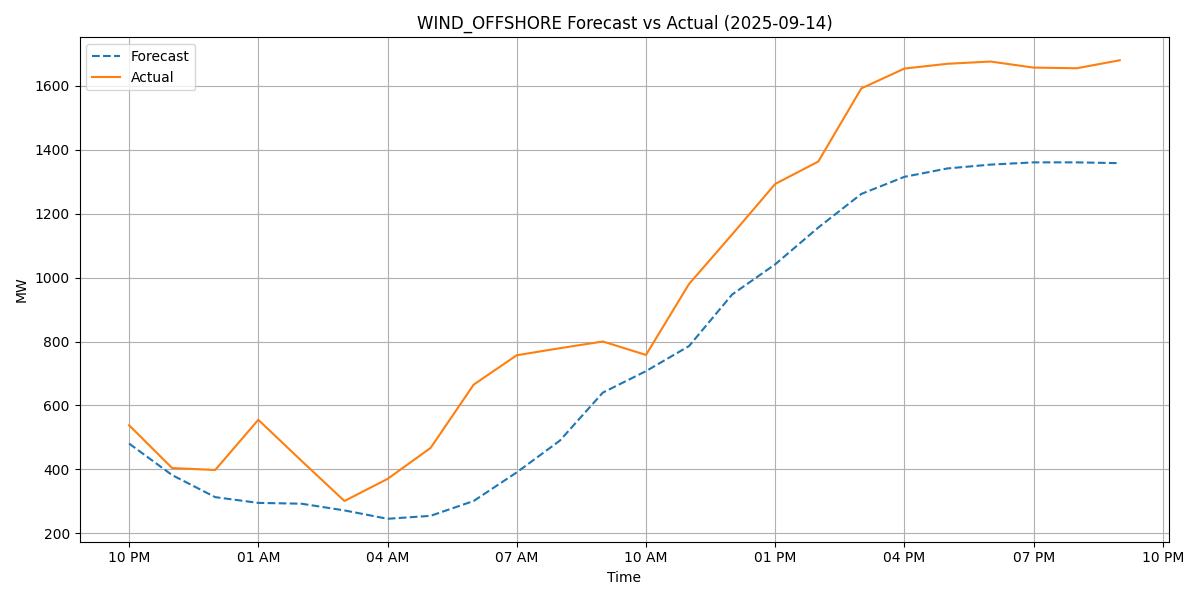 WIND_OFFSHORE Forecast vs Actual (2025-09-14)
Forecast
Actual
1600
1400
1200
1000
800
600
400
200
MW
10 PM 01 AM 04 AM 07 AM 10 AM 01 PM 04 PM 07 PM 10 PM
Time